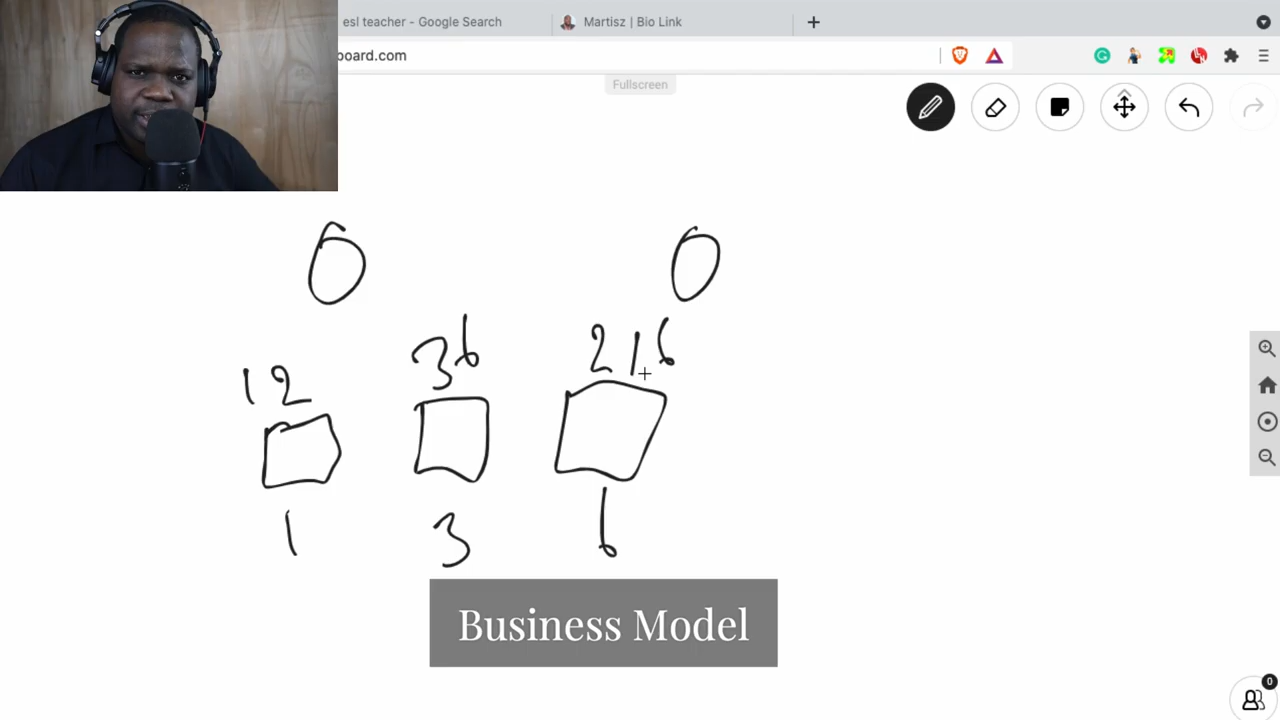 esl teacher - Google Search
Martisz | Bio Link
board.com
Fullscreen
0
0
12
36
216
1
3
6
Business Model
0